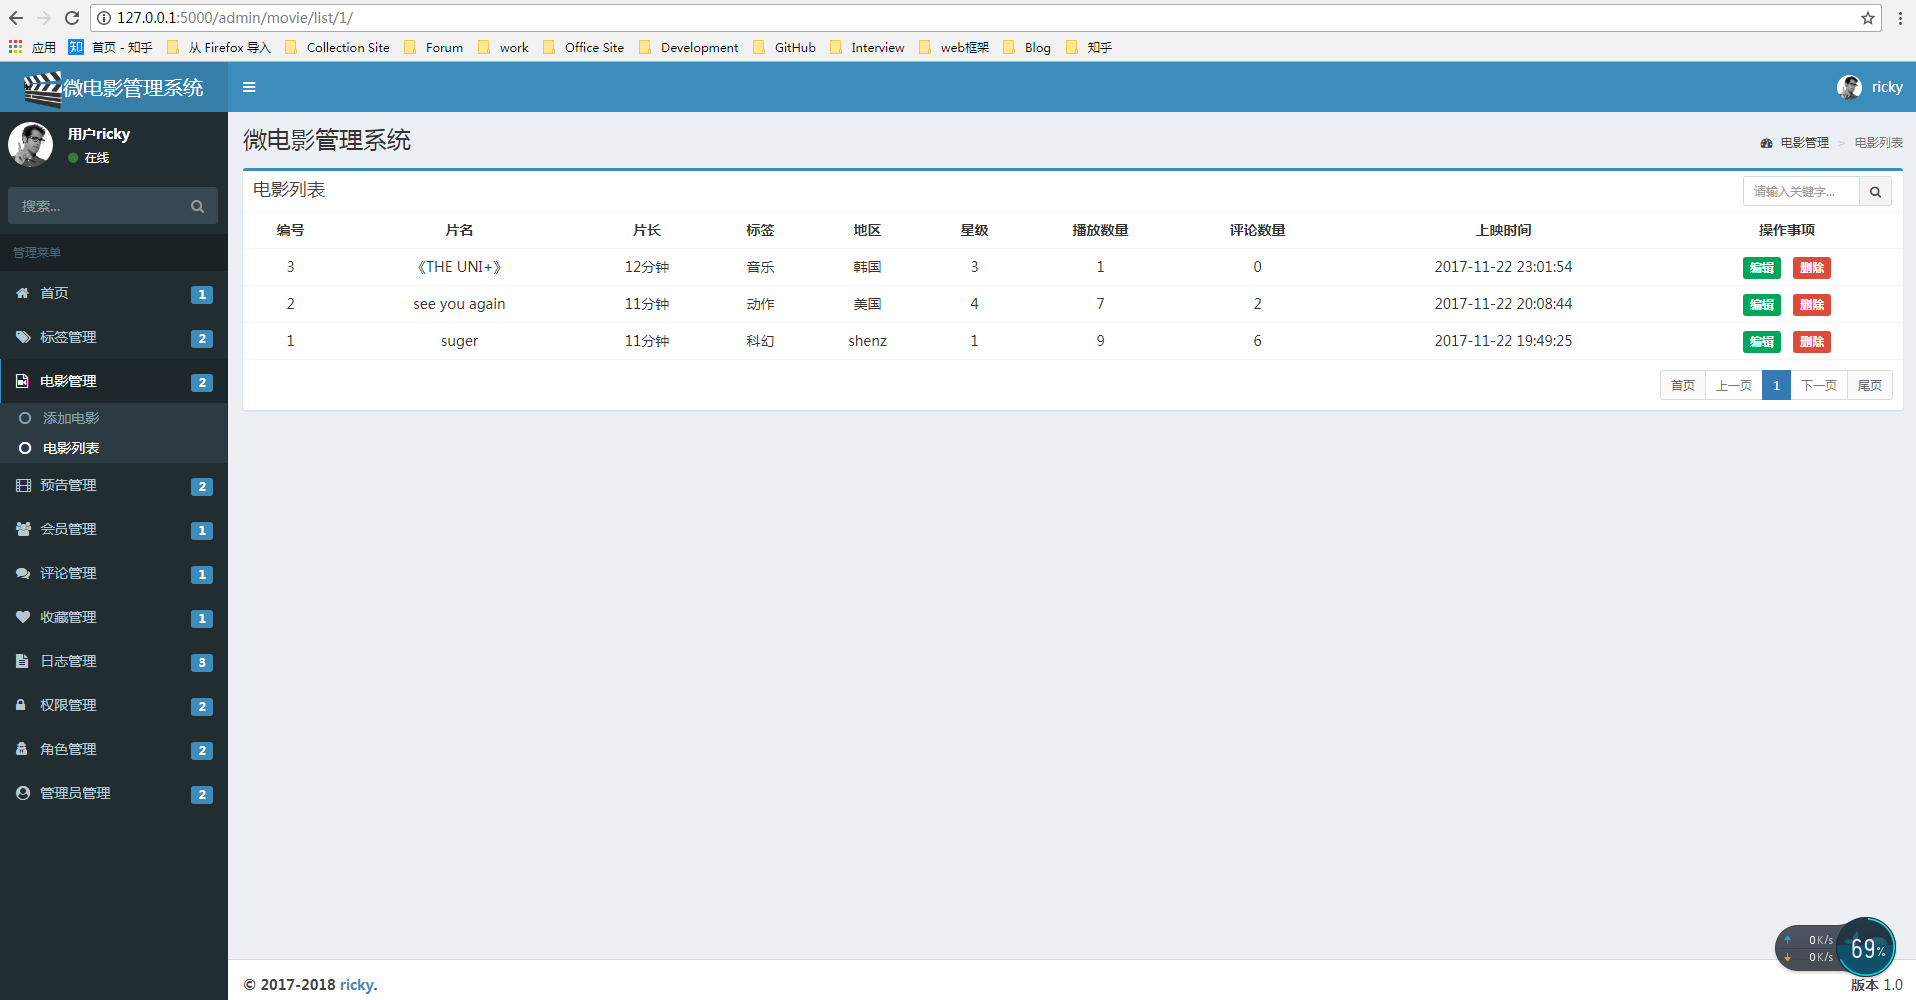 127.0.0.1:5000/admin/movie/list/1/
应用 知 首页 - 知乎 从 Firefox 导入 Collection Site Forum work Office Site Development GitHub Interview web框架 Blog 知乎
微电影管理系统 ricky
用户ricky
在线
搜索...
管理菜单
首页 1
标签管理 2
电影管理 2
添加电影
电影列表
预告管理 2
会员管理 1
评论管理 1
收藏管理 1
日志管理 3
权限管理 2
角色管理 2
管理员管理 2
微电影管理系统
电影管理 > 电影列表
电影列表 请输入关键字...
编号 片名 片长 标签 地区 星级 播放数量 评论数量 上映时间 操作事项
3 《THE UNI+》 12分钟 音乐 韩国 3 1 0 2017-11-22 23:01:54 编辑 删除
2 see you again 11分钟 动作 美国 4 7 2 2017-11-22 20:08:44 编辑 删除
1 suger 11分钟 科幻 shenz 1 9 6 2017-11-22 19:49:25 编辑 删除
首页 上一页 1 下一页 尾页
0K/s
0K/s
69%
© 2017-2018 ricky. 版本 1.0